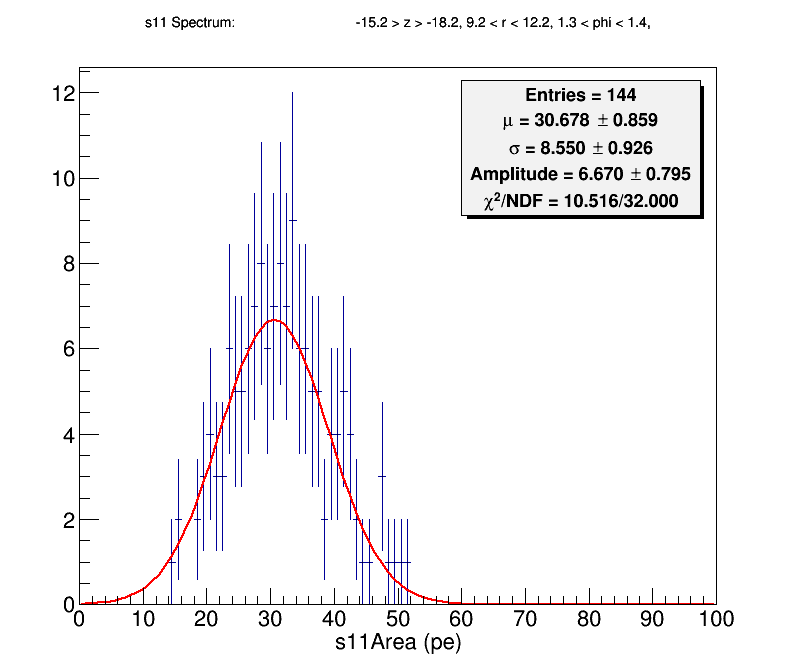 s11 Spectrum: -15.2 > z > -18.2, 9.2 < r < 12.2, 1.3 < phi < 1.4,
Entries = 144
μ = 30.678 ± 0.859
σ = 8.550 ± 0.926
Amplitude = 6.670 ± 0.795
χ²/NDF = 10.516/32.000
12
10
8
6
4
2
0
0 10 20 30 40 50 60 70 80 90 100
s11Area (pe)